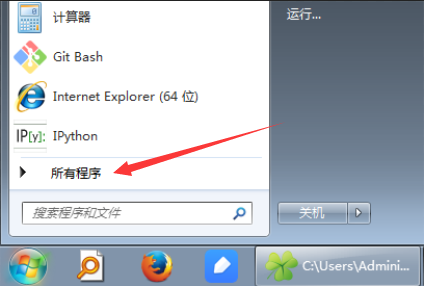 计算器
运行...
Git Bash
Internet Explorer (64 位)
IP[y]:
IPython
所有程序
搜索程序和文件
关机
C:\Users\Admini...